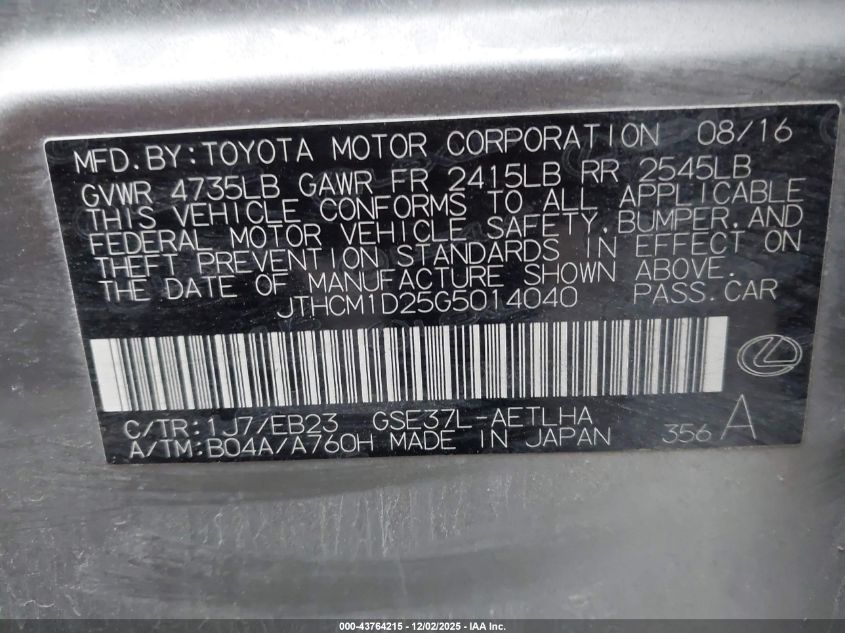 MFD.BY:TOYOTA MOTOR CORPORATION 08/16
GVWR 4735LB GAWR FR 2415LB RR 2545LB
THIS VEHICLE CONFORMS TO ALL APPLICABLE
FEDERAL MOTOR VEHICLE SAFETY,BUMPER,AND
THEFT PREVENTION STANDARDS IN EFFECT ON
THE DATE OF MANUFACTURE SHOWN ABOVE.
JTHCM1D25G5014040 PASS.CAR
C/TR:1J7/EB23 GSE37L-AETLHA
A/TM:B04A/A760H MADE IN JAPAN 356 A
000-43764215 - 12/02/2025 - IAA Inc.